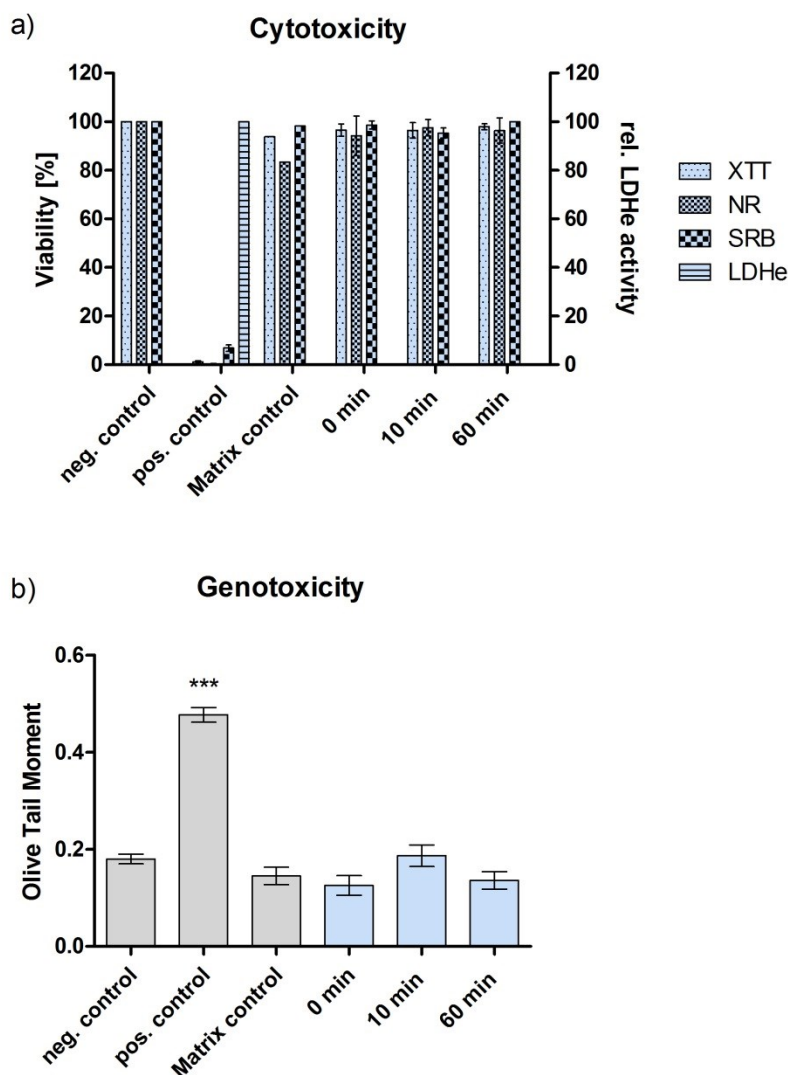 a)
Cytotoxicity
120
100
80
60
40
20
0
Viability [%]
120
100
80
60
40
20
0
rel. LDHe activity
XTT
NR
SRB
LDHe
neg. control
pos. control
Matrix control
0 min
10 min
60 min
b)
Genotoxicity
0.6
0.4
0.2
0.0
Olive Tail Moment
***
neg. control
pos. control
Matrix control
0 min
10 min
60 min